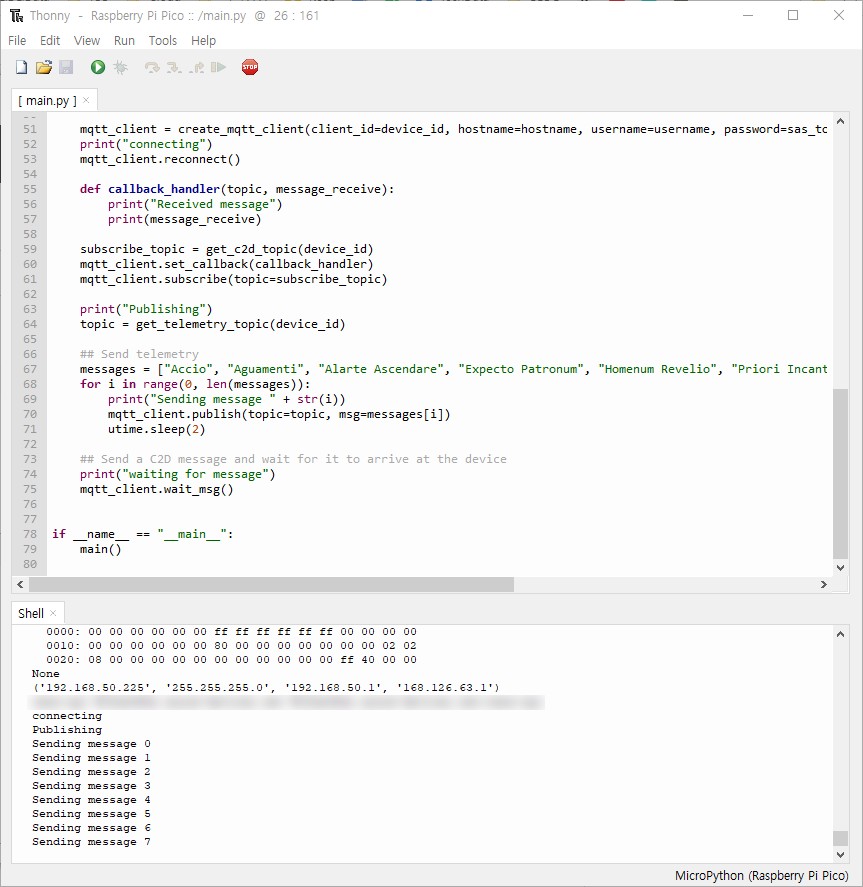 Thonny - Raspberry Pi Pico :: /main.py @ 26 : 161
File Edit View Run Tools Help
STOP
[ main.py ] ×
51 mqtt_client = create_mqtt_client(client_id=device_id, hostname=hostname, username=username, password=sas_to
52 print("connecting")
53 mqtt_client.reconnect()
54
55 def callback_handler(topic, message_receive):
56 print("Received message")
57 print(message_receive)
58
59 subscribe_topic = get_c2d_topic(device_id)
60 mqtt_client.set_callback(callback_handler)
61 mqtt_client.subscribe(topic=subscribe_topic)
62
63 print("Publishing")
64 topic = get_telemetry_topic(device_id)
65
66 ## Send telemetry
67 messages = ["Accio", "Aguamenti", "Alarte Ascendare", "Expecto Patronum", "Homenum Revelio", "Priori Incant
68 for i in range(0, len(messages)):
69 print("Sending message " + str(i))
70 mqtt_client.publish(topic=topic, msg=messages[i])
71 utime.sleep(2)
72
73 ## Send a C2D message and wait for it to arrive at the device
74 print("waiting for message")
75 mqtt_client.wait_msg()
76
77
78 if __name__ == "__main__":
79 main()
80
Shell ×
0000: 00 00 00 00 00 00 ff ff ff ff ff ff 00 00 00 00
0010: 00 00 00 00 00 00 80 00 00 00 00 00 00 00 02 02
0020: 08 00 00 00 00 00 00 00 00 00 00 00 ff 40 00 00
None
('192.168.50.225', '255.255.255.0', '192.168.50.1', '168.126.63.1')
connecting
Publishing
Sending message 0
Sending message 1
Sending message 2
Sending message 3
Sending message 4
Sending message 5
Sending message 6
Sending message 7
MicroPython (Raspberry Pi Pico)